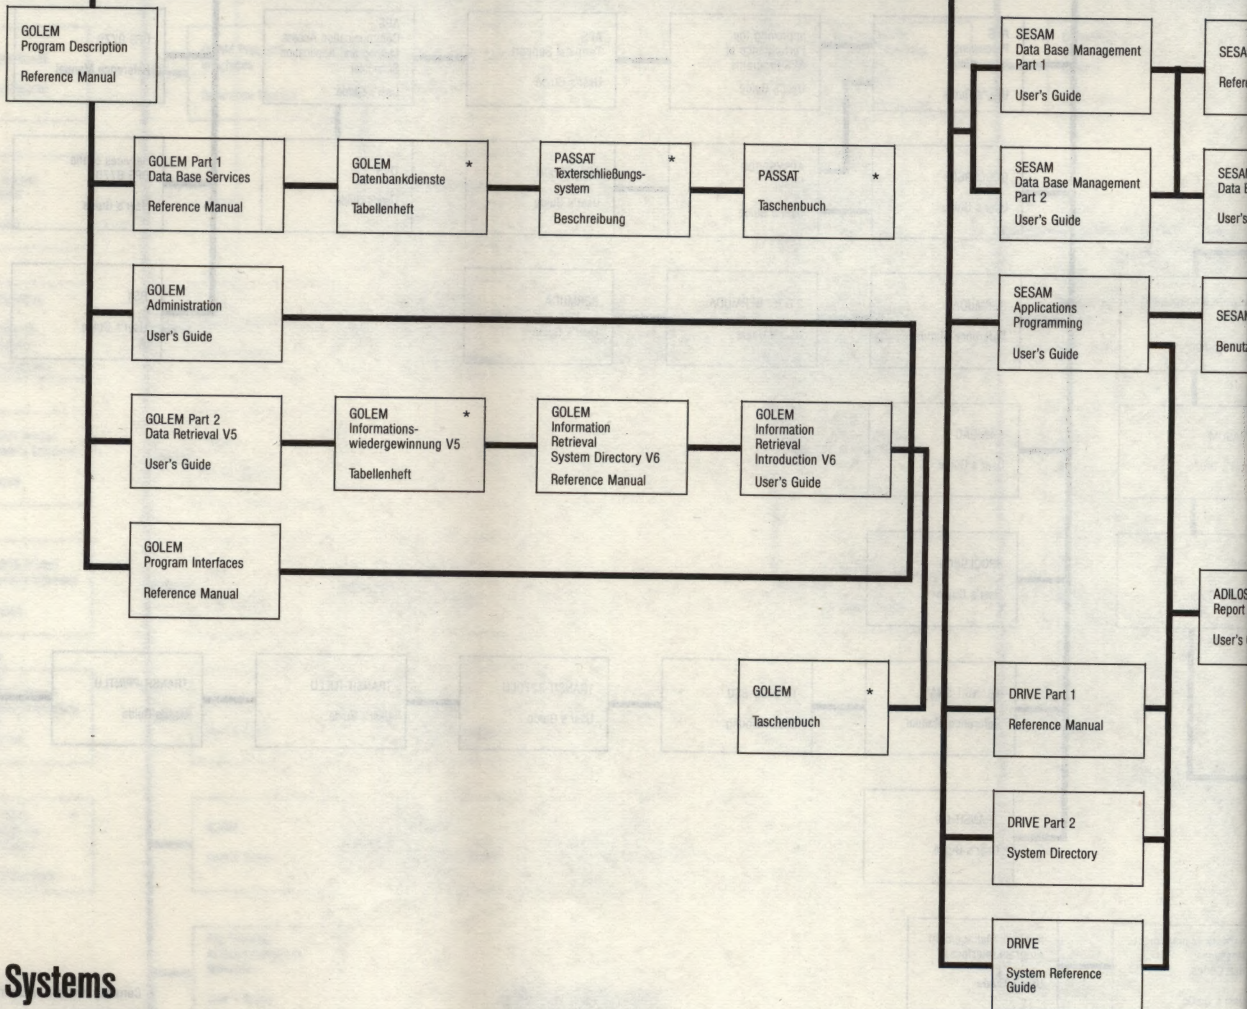 GOLEM
Program Description
Reference Manual
GOLEM Part 1
Data Base Services
Reference Manual
GOLEM *
Datenbankdienste
Tabellenheft
PASSAT *
Texterschließungs-
system
Beschreibung
PASSAT *
Taschenbuch
GOLEM
Administration
User's Guide
GOLEM Part 2
Data Retrieval V5
User's Guide
GOLEM *
Informations-
wiedergewinnung V5
Tabellenheft
GOLEM
Information
Retrieval
System Directory V6
Reference Manual
GOLEM
Information
Retrieval
Introduction V6
User's Guide
GOLEM
Program Interfaces
Reference Manual
GOLEM *
Taschenbuch
SESAM
Data Base Management
Part 1
User's Guide
SESAM
Data Base Management
Part 2
User's Guide
SESAM
Applications
Programming
User's Guide
DRIVE Part 1
Reference Manual
DRIVE Part 2
System Directory
DRIVE
System Reference
Guide
ADILOS
Report
User's
Systems